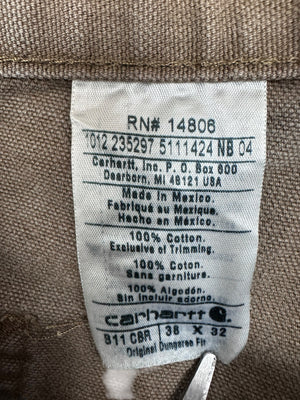 RN# 14806
1012 235297 5111424 NB 04
Carhartt, Inc. P. O. Box 600
Dearborn, MI 48121 USA
Made in Mexico.
Fabriqué au Mexique.
Hecho en México.
100% Cotton.
Exclusive of Trimming.
100% Coton.
Sans garniture.
100% Algodón.
Sin incluir adorno.
carhartt
B11 CBR 38 X 32
Original Dungaree Fit